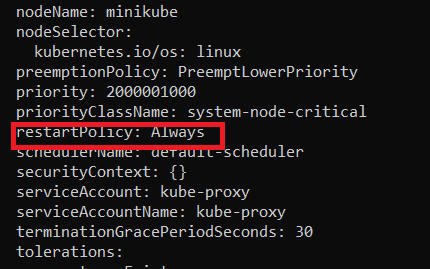 nodeName: minikube
nodeSelector:
  kubernetes.io/os: linux
preemptionPolicy: PreemptLowerPriority
priority: 2000001000
priorityClassName: system-node-critical
restartPolicy: Always
schedulerName: default-scheduler
securityContext: {}
serviceAccount: kube-proxy
serviceAccountName: kube-proxy
terminationGracePeriodSeconds: 30
tolerations: